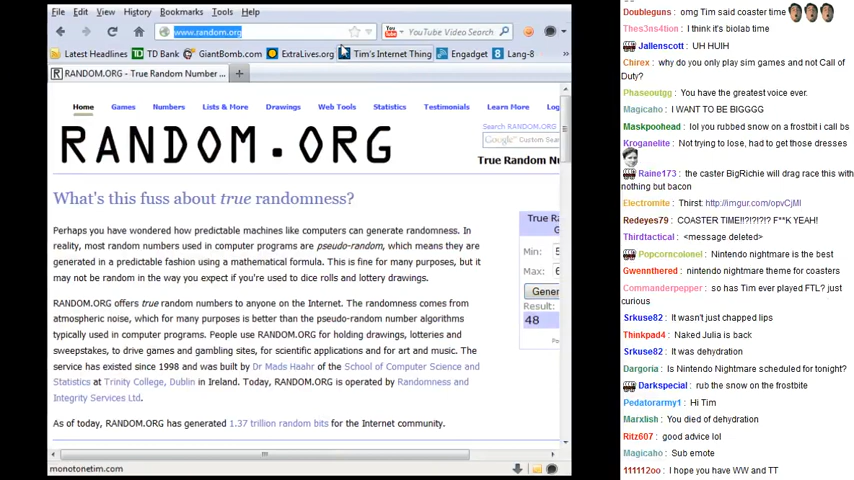 File Edit View History Bookmarks Tools Help
www.random.org
YouTube Video Search
Latest Headlines TD Bank GiantBomb.com ExtraLives.org Tim's Internet Thing Engadget Lang-8 »
RANDOM.ORG - True Random Number ...
Home Games Numbers Lists & More Drawings Web Tools Statistics Testimonials Learn More
Search RANDOM.ORG
Google™ Custom Sear
RANDOM.ORG
True Random Nu
What's this fuss about true randomness?
Perhaps you have wondered how predictable machines like computers can generate randomness. In
reality, most random numbers used in computer programs are pseudo-random, which means they are
generated in a predictable fashion using a mathematical formula. This is fine for many purposes, but it
may not be random in the way you expect if you're used to dice rolls and lottery drawings.
RANDOM.ORG offers true random numbers to anyone on the Internet. The randomness comes from
atmospheric noise, which for many purposes is better than the pseudo-random number algorithms
typically used in computer programs. People use RANDOM.ORG for holding drawings, lotteries and
sweepstakes, to drive games and gambling sites, for scientific applications and for art and music. The
service has existed since 1998 and was built by Dr Mads Haahr of the School of Computer Science and
Statistics at Trinity College, Dublin in Ireland. Today, RANDOM.ORG is operated by Randomness and
Integrity Services Ltd.
As of today, RANDOM.ORG has generated 1.37 trillion random bits for the Internet community.
True Ra
G
Min:
Max:
Gener
Result:
48
monotonetim.com
Doubleguns : omg Tim said coaster time
Thes3ns4tion : I think it's biolab time
Jallenscott : UH HUIH
Chirex : why do you only play sim games and not Call of
Duty?
Phaseoutgg : You have the greatest voice ever.
Magicaho : I WANT TO BE BIGGGG
Maskpoohead : lol you rubbed snow on a frostbit i call bs
Kroganelite : Not trying to lose, had to get those dresses
Raine173 : the caster BigRichie will drag race this with
nothing but bacon
Electromite : Thirst: http://imgur.com/opvCjMl
Redeyes79 : COASTER TIME!!?!?!?!? F**K YEAH!
Thirdtactical : <message deleted>
Popcorncolonel : Nintendo nightmare is the best
Gwennthered : nintendo nightmare theme for coasters
Commanderpepper : so has Tim ever played FTL? just
curious
Srkuse82 : It wasn't just chapped lips
Thinkpad4 : Naked Julia is back
Srkuse82 : It was dehydration
Dargoria : Is Nintendo Nightmare scheduled for tonight?
Darkspecial : rub the snow on the frostbite
Pedatorarmy1 : Hi Tim
Marxlish : You died of dehydration
Ritz607 : good advice lol
Magicaho : Sub emote
111112oo : I hope you have WW and TT